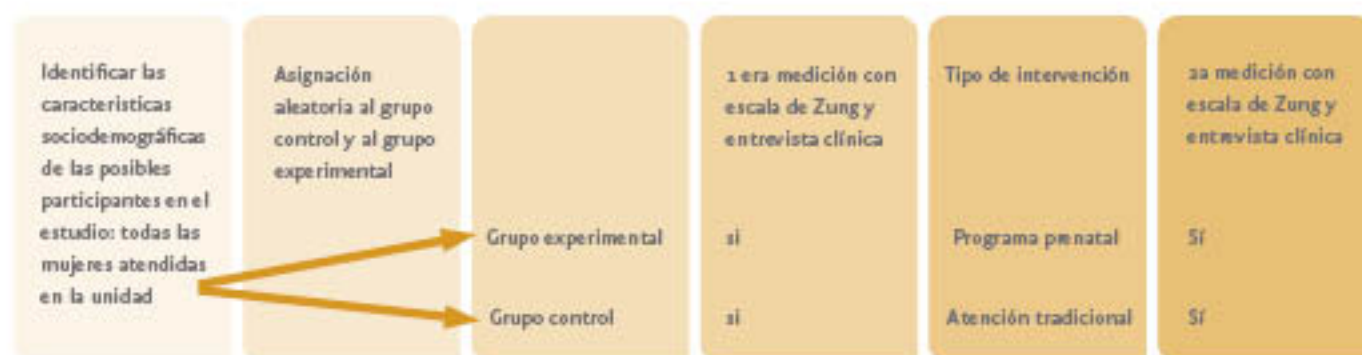 Identificar las
características
sociodemográficas
de las posibles
participantes en el
estudio: todas las
mujeres atendidas
en la unidad
Asignación
aleatoria al grupo
control y al grupo
experimental
Grupo experimental
Grupo control
1 era medición con
escala de Zung y
entrevista clínica
si
si
Tipo de intervención
Programa prenatal
Atención tradicional
2a medición con
escala de Zung y
entrevista clínica
Sí
Sí